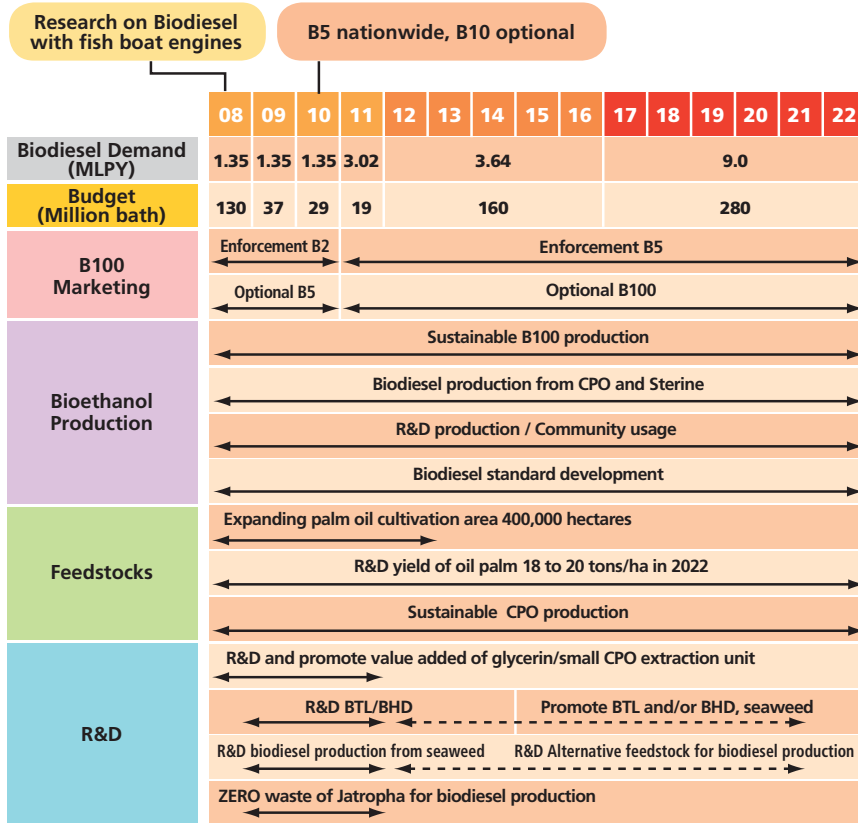 Research on Biodiesel
with fish boat engines
B5 nationwide, B10 optional
08 09 10 11 12 13 14 15 16 17 18 19 20 21 22
Biodiesel Demand
(MLPY)
1.35 1.35 1.35 3.02 3.64 9.0
Budget
(Million bath)
130 37 29 19 160 280
B100
Marketing
Enforcement B2 Enforcement B5
Optional B5 Optional B100
Bioethanol
Production
Sustainable B100 production
Biodiesel production from CPO and Sterine
R&D production / Community usage
Biodiesel standard development
Feedstocks
Expanding palm oil cultivation area 400,000 hectares
R&D yield of oil palm 18 to 20 tons/ha in 2022
Sustainable CPO production
R&D
R&D and promote value added of glycerin/small CPO extraction unit
R&D BTL/BHD Promote BTL and/or BHD, seaweed
R&D biodiesel production from seaweed R&D Alternative feedstock for biodiesel production
ZERO waste of Jatropha for biodiesel production